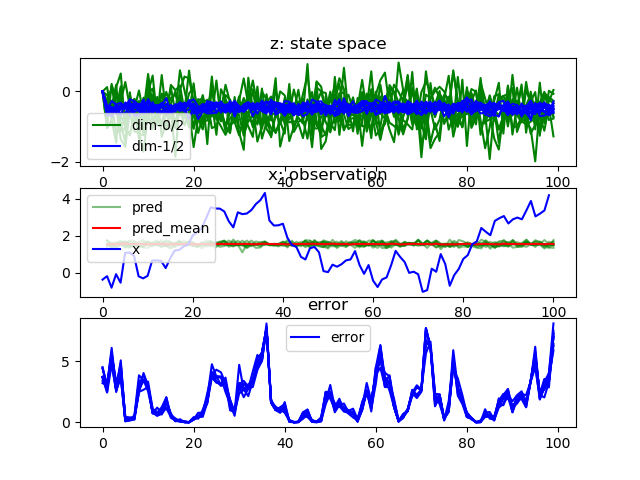 z: state space
0
−2
dim-0/2
dim-1/2
0
20
40
60
80
100
x: observation
4
2
0
pred
pred_mean
x
0
20
40
60
80
100
error
5
0
error
0
20
40
60
80
100